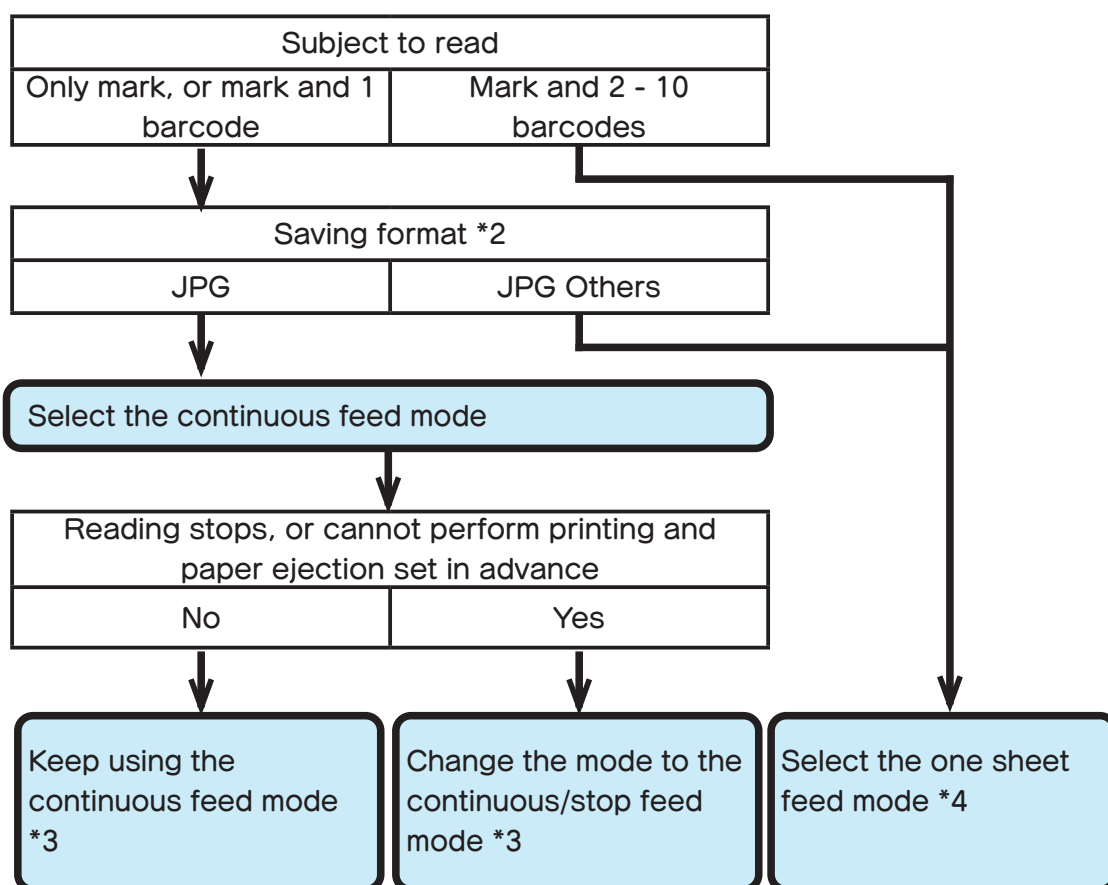 Subject to read
Only mark, or mark and 1
barcode
Mark and 2 - 10
barcodes
Saving format *2
JPG
JPG Others
Select the continuous feed mode
Reading stops, or cannot perform printing and
paper ejection set in advance
No
Yes
Keep using the
continuous feed mode
*3
Change the mode to the
continuous/stop feed
mode *3
Select the one sheet
feed mode *4